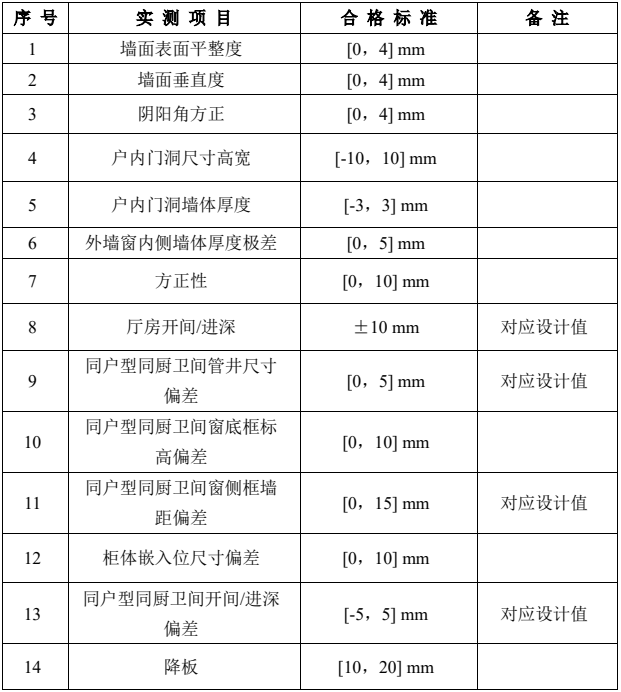 序 号 实 测 项 目 合 格 标 准 备 注
1 墙面表面平整度 [0，4] mm
2 墙面垂直度 [0，4] mm
3 阴阳角方正 [0，4] mm
4 户内门洞尺寸高宽 [-10，10] mm
5 户内门洞墙体厚度 [-3，3] mm
6 外墙窗内侧墙体厚度极差 [0，5] mm
7 方正性 [0，10] mm
8 厅房开间/进深 ±10 mm 对应设计值
9 同户型同厨卫间管井尺寸
偏差 [0，5] mm 对应设计值
10 同户型同厨卫间窗底框标
高偏差 [0，10] mm
11 同户型同厨卫间窗侧框墙
距偏差 [0，15] mm 对应设计值
12 柜体嵌入位尺寸偏差 [0，10] mm
13 同户型同厨卫间开间/进深
偏差 [-5，5] mm 对应设计值
14 降板 [10，20] mm